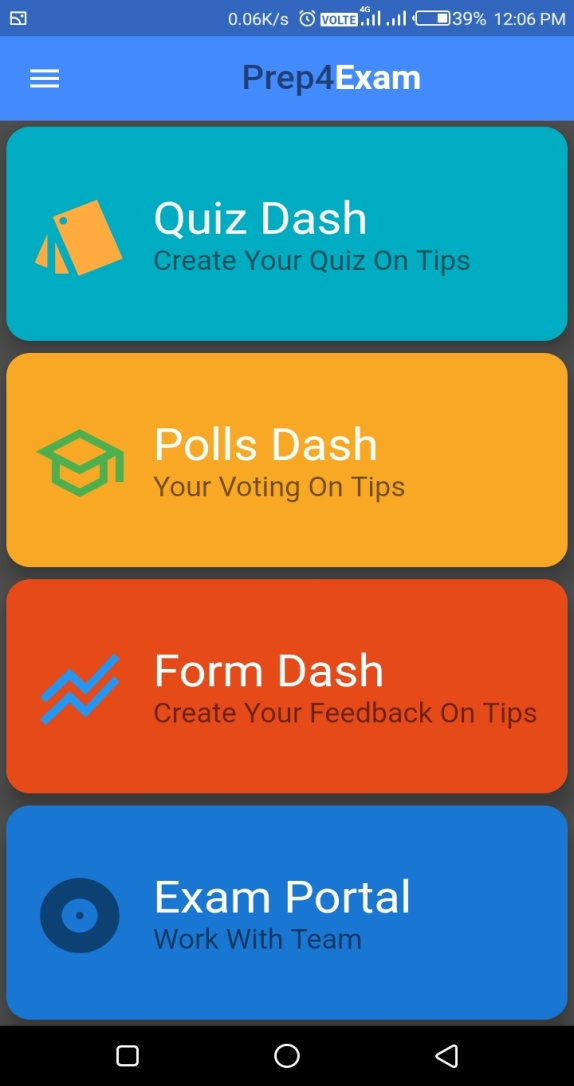 0.06K/s VOLTE 4G 39% 12:06 PM
Prep4Exam
Quiz Dash
Create Your Quiz On Tips
Polls Dash
Your Voting On Tips
Form Dash
Create Your Feedback On Tips
Exam Portal
Work With Team